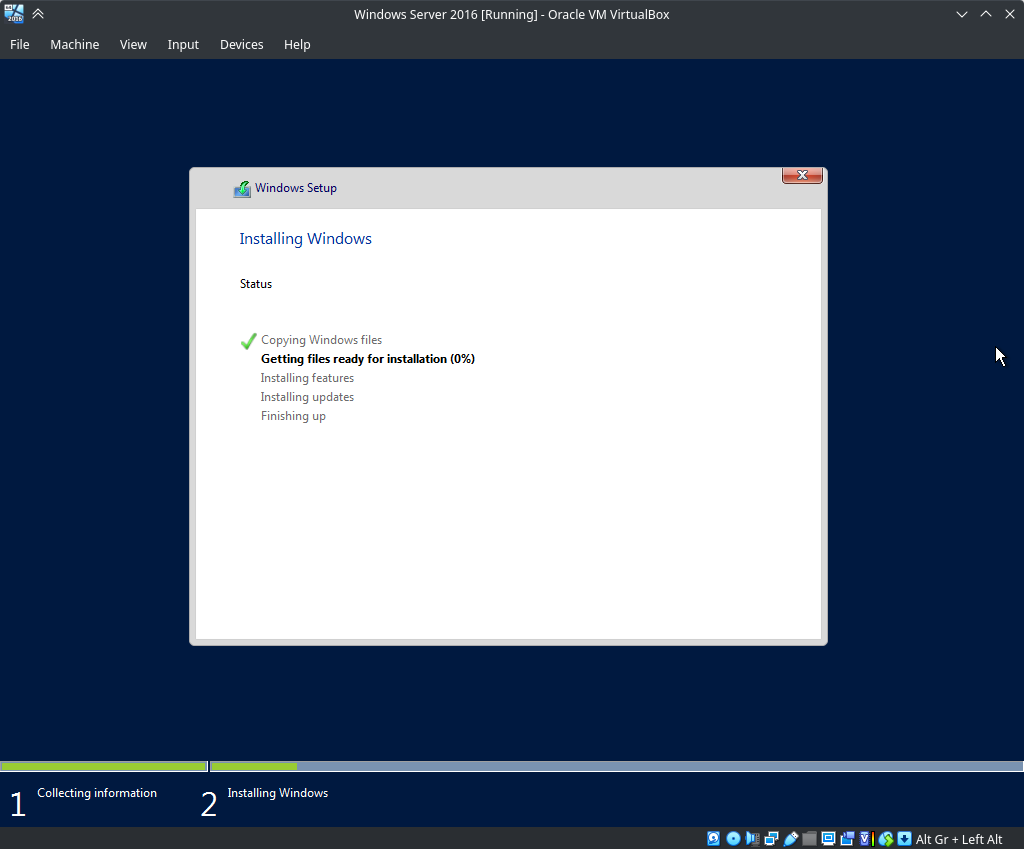 Windows Server 2016 [Running] - Oracle VM VirtualBox
File Machine View Input Devices Help
Windows Setup
Installing Windows
Status
Copying Windows files
Getting files ready for installation (0%)
Installing features
Installing updates
Finishing up
1 Collecting information 2 Installing Windows
Alt Gr + Left Alt